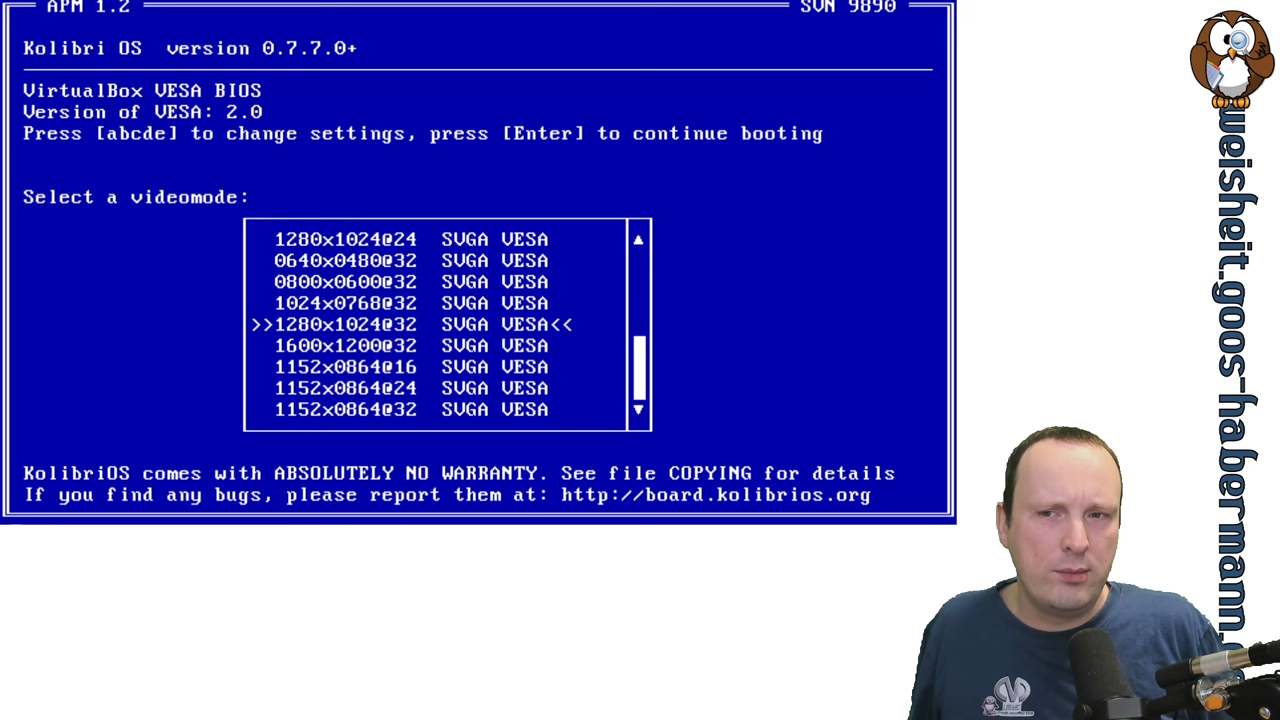 APM 1.2 SVN 9890
Kolibri OS version 0.7.7.0+
VirtualBox VESA BIOS
Version of VESA: 2.0
Press [abcde] to change settings, press [Enter] to continue booting
Select a videomode:
1280x1024@24 SVGA VESA
0640x0480@32 SVGA VESA
0800x0600@32 SVGA VESA
1024x0768@32 SVGA VESA
>>1280x1024@32 SVGA VESA<<
1600x1200@32 SVGA VESA
1152x0864@16 SVGA VESA
1152x0864@24 SVGA VESA
1152x0864@32 SVGA VESA
KolibriOS comes with ABSOLUTELY NO WARRANTY. See file COPYING for details
If you find any bugs, please report them at: http://board.kolibrios.org
weisheit.goos-habermann.